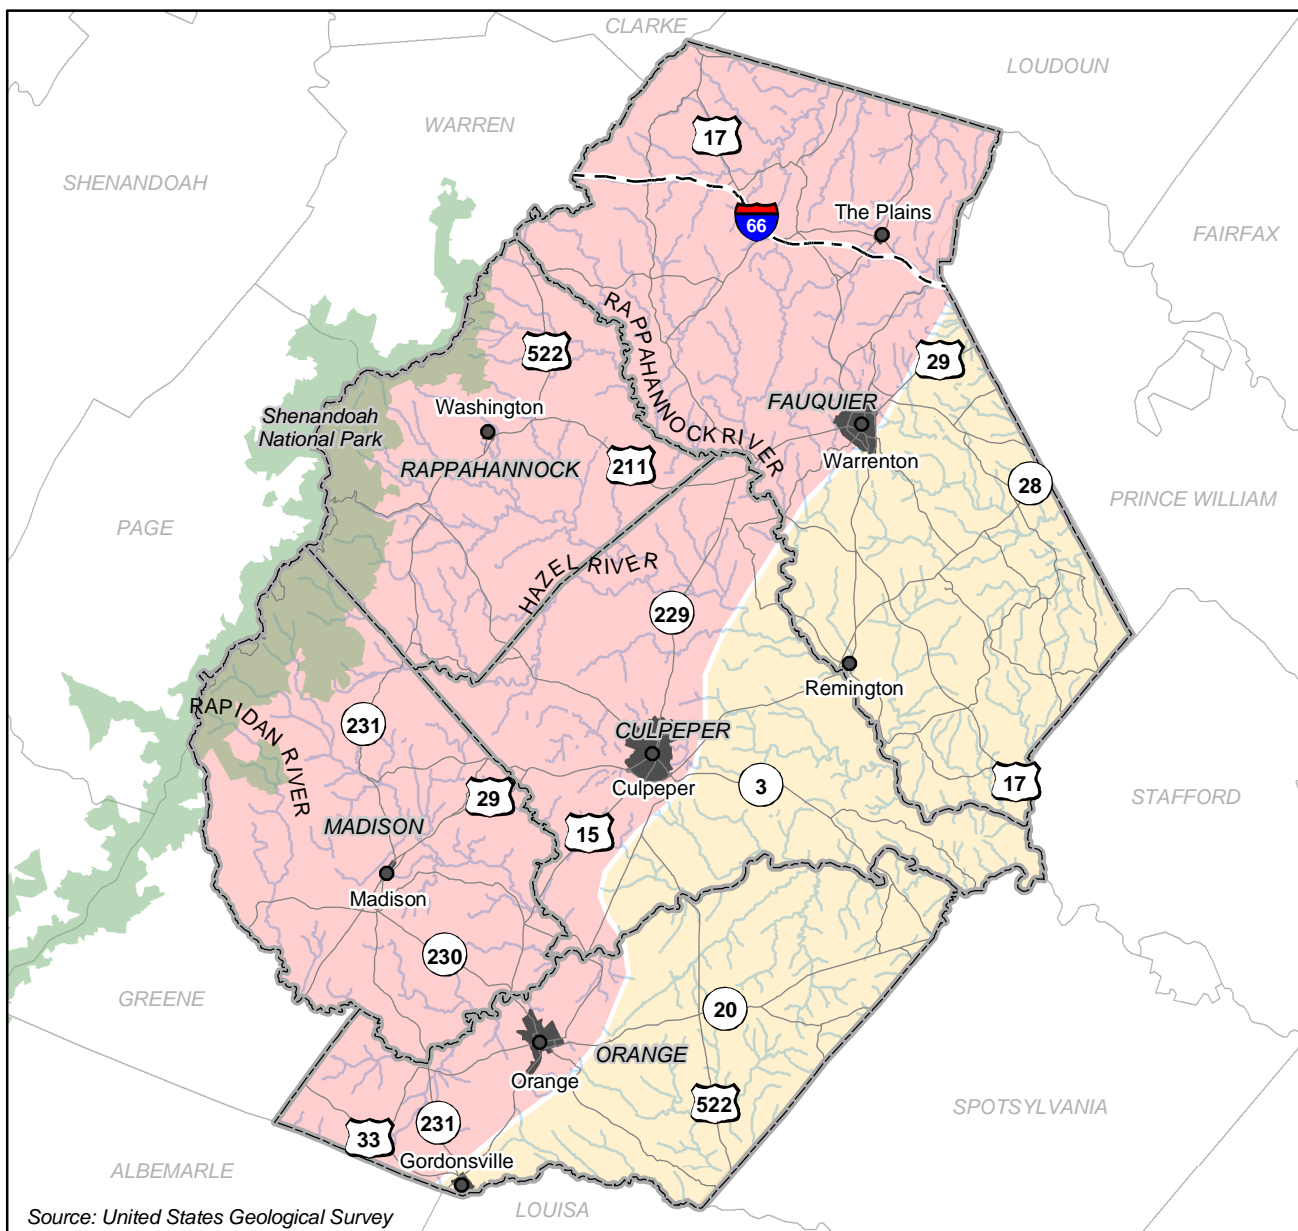 CLARKE
LOUDOUN
WARREN
17
SHENANDOAH
The Plains
66
FAIRFAX
RAPPAHANNOCK RIVER
522
29
Washington
FAUQUIER
Shenandoah
National Park
Warrenton
RAPPAHANNOCK
211
28
PRINCE WILLIAM
PAGE
HAZEL RIVER
229
Remington
RAPIDAN RIVER
231
CULPEPER
Culpeper
3
17
29
STAFFORD
MADISON
15
Madison
230
GREENE
20
ORANGE
Orange
522
SPOTSYLVANIA
231
33
Gordonsville
ALBEMARLE
LOUISA
Source: United States Geological Survey